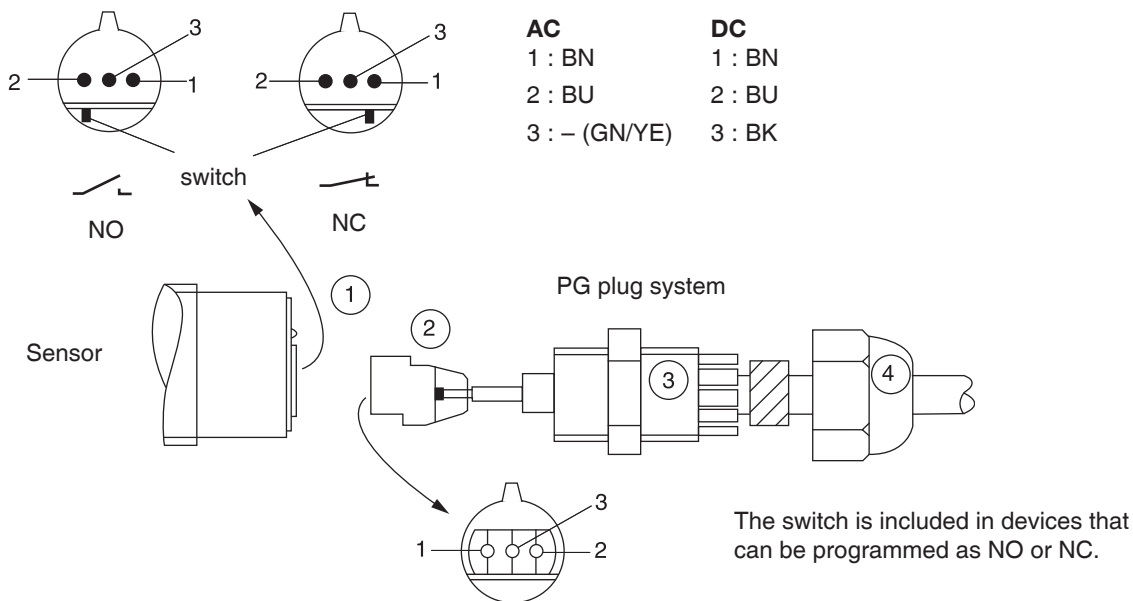 3
2
1
3
2
1
switch
NO
NC
AC
1 : BN
2 : BU
3 : – (GN/YE)
DC
1 : BN
2 : BU
3 : BK
Sensor
1
2
PG plug system
3
4
3
1
2
The switch is included in devices that
can be programmed as NO or NC.